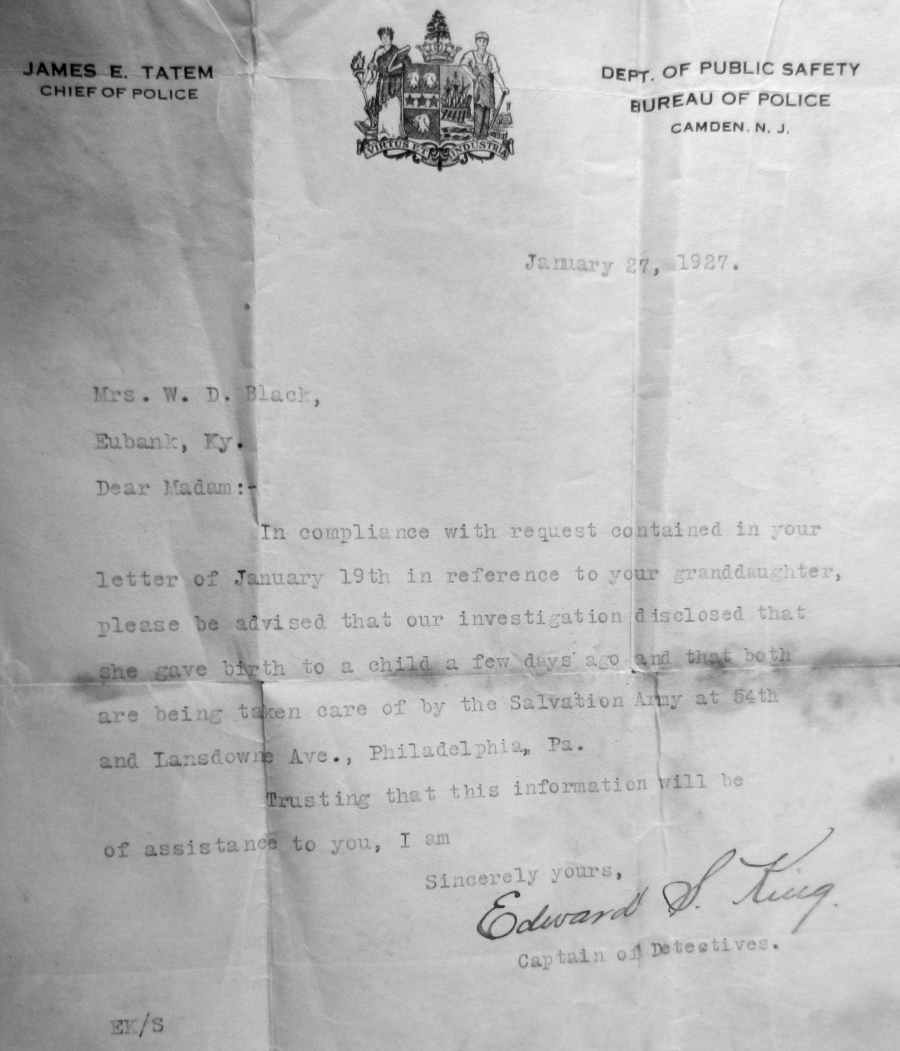 JAMES E. TATEM
CHIEF OF POLICE
VIRTUS ET INDUSTRIA
DEPT. OF PUBLIC SAFETY
BUREAU OF POLICE
CAMDEN. N. J.
January 27, 1927.
Mrs. W. D. Black,
Eubank, Ky.
Dear Madam:-
In compliance with request contained in your
letter of January 19th in reference to your granddaughter,
please be advised that our investigation disclosed that
she gave birth to a child a few days ago and that both
are being taken care of by the Salvation Army at 54th
and Lansdowne Ave., Philadelphia, Pa.
Trusting that this information will be
of assistance to you, I am
Sincerely yours,
Edward S. King.
Captain of Detectives.
EK/S